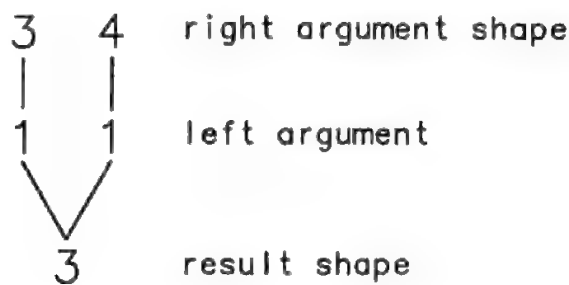 3 4 right argument shape
1 1 left argument
3 result shape